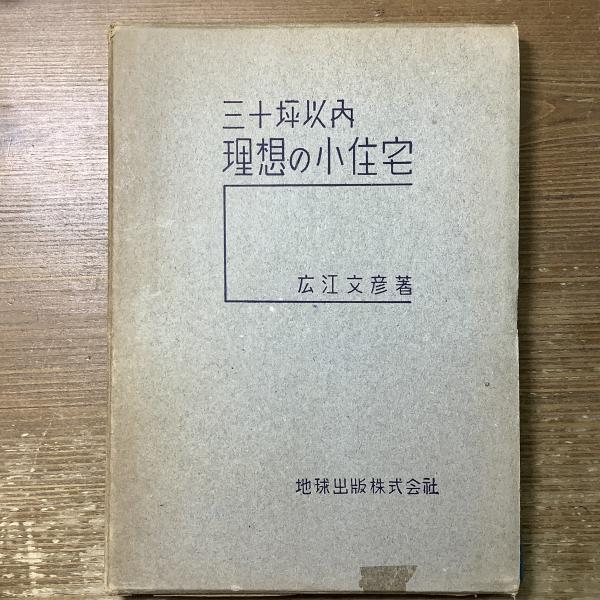 三十坪以內
理想の小住宅
広江文彦著
地球出版株式会社